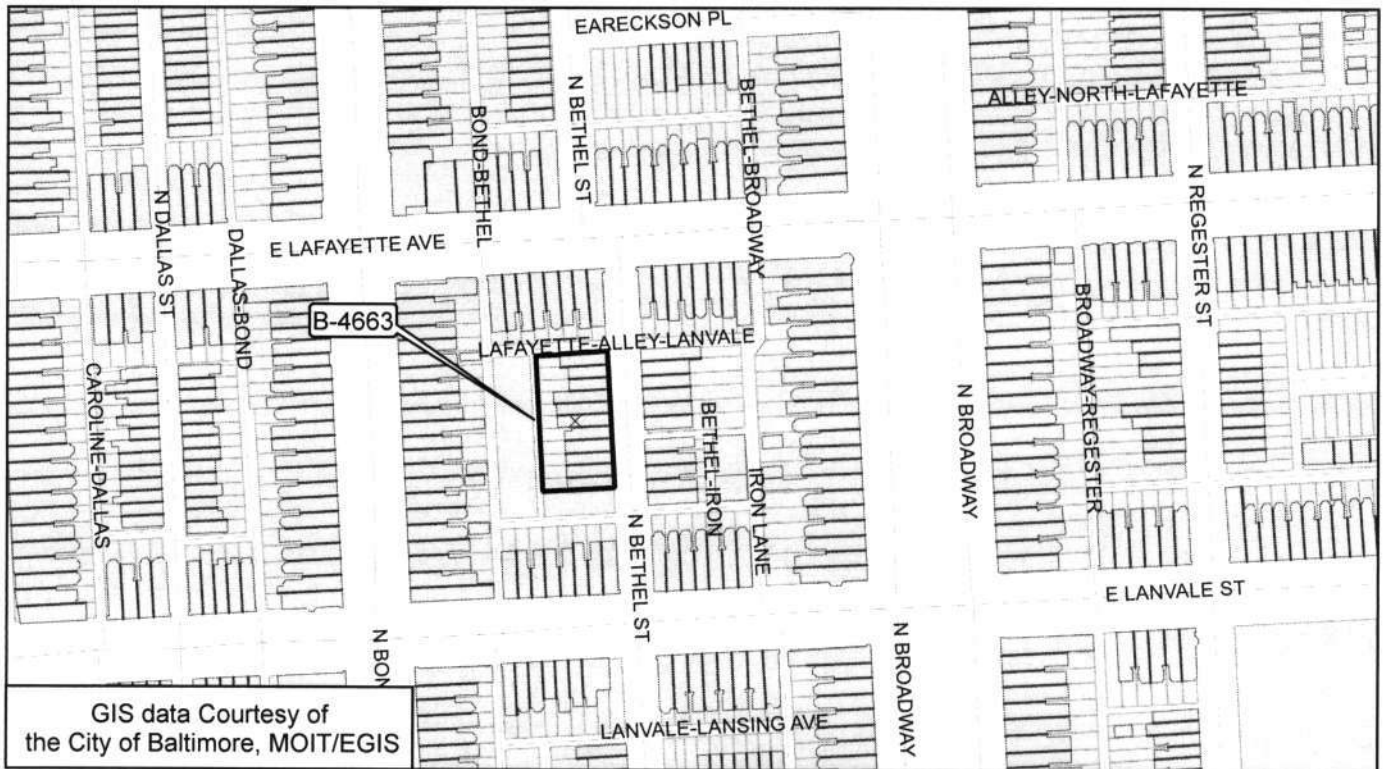 EARECKSON PL
N BETHEL ST
BETHEL-BROADWAY
BOND-BETHEL
ALLEY-NORTH-LAFAYETTE
N DALLAS ST
DALLAS-BOND
E LAFAYETTE AVE
N REGESTER ST
B-4663
LAFAYETTE-ALLEY-LANVALE
BROADWAY-REGESTER
CAROLINE-DALLAS
BETHEL-IRON
IRON LANE
N BROADWAY
N BETHEL ST
E LANVALE ST
N BON
N BROADWAY
LANVALE-LANSING AVE
GIS data Courtesy of
the City of Baltimore, MOIT/EGIS